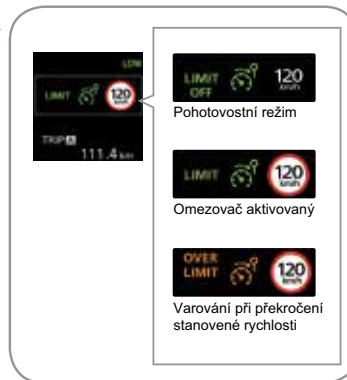 LOW
LIMIT 120 km/h
TRIP A
111.4 km
LIMIT OFF 120 km/h
Pohotovostní režim
LIMIT 120 km/h
Omezovač aktivovaný
OVER LIMIT 120 km/h
Varování při překročení
stanovené rychlosti